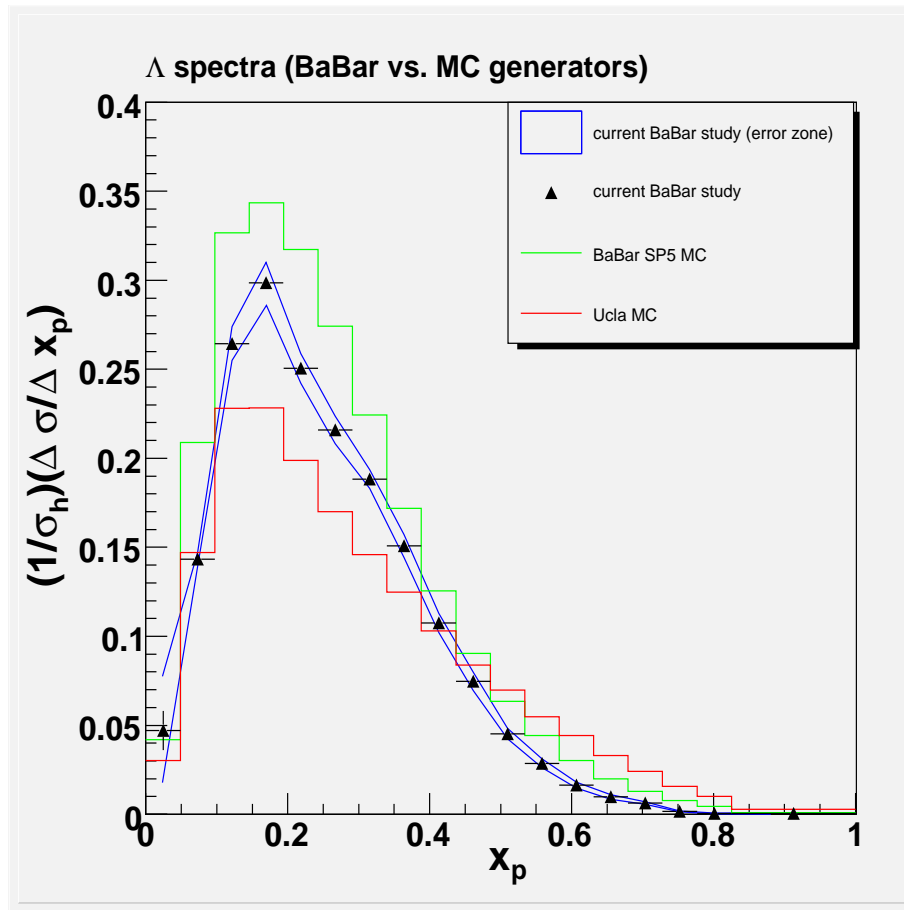 Λ spectra (BaBar vs. MC generators)
0.4
0.35
0.3
0.25
0.2
0.15
0.1
0.05
0
(1/σh)(Δ σ/Δ xp)
current BaBar study (error zone)
current BaBar study
BaBar SP5 MC
Ucla MC
0 0.2 0.4 0.6 0.8 1
xp